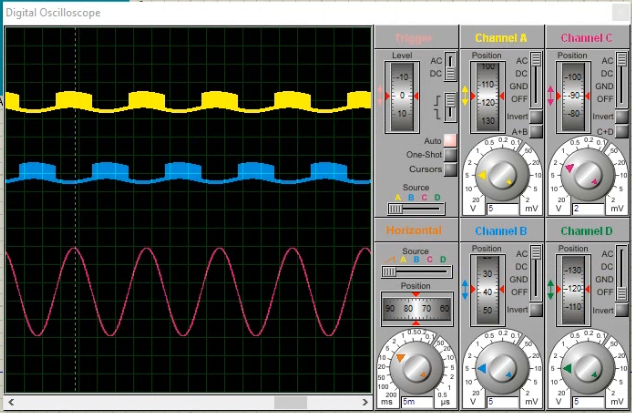 Digital Oscilloscope
Trigger
Level
-10
0
10
AC
DC
Auto
One-Shot
Cursors
Source
A B C D
Channel A
Position
100
110
120
130
AC
DC
GND
OFF
Invert
A+B
V 5 mV
Channel C
Position
-100
-90
-80
AC
DC
GND
OFF
Invert
C+D
V 2 mV
Horizontal
Source
A B C D
Position
90 80 70 60
ms 5m µs
Channel B
Position
30
40
50
AC
DC
GND
OFF
Invert
V 5 mV
Channel D
Position
-130
-120
-110
AC
DC
GND
OFF
Invert
V 5 mV